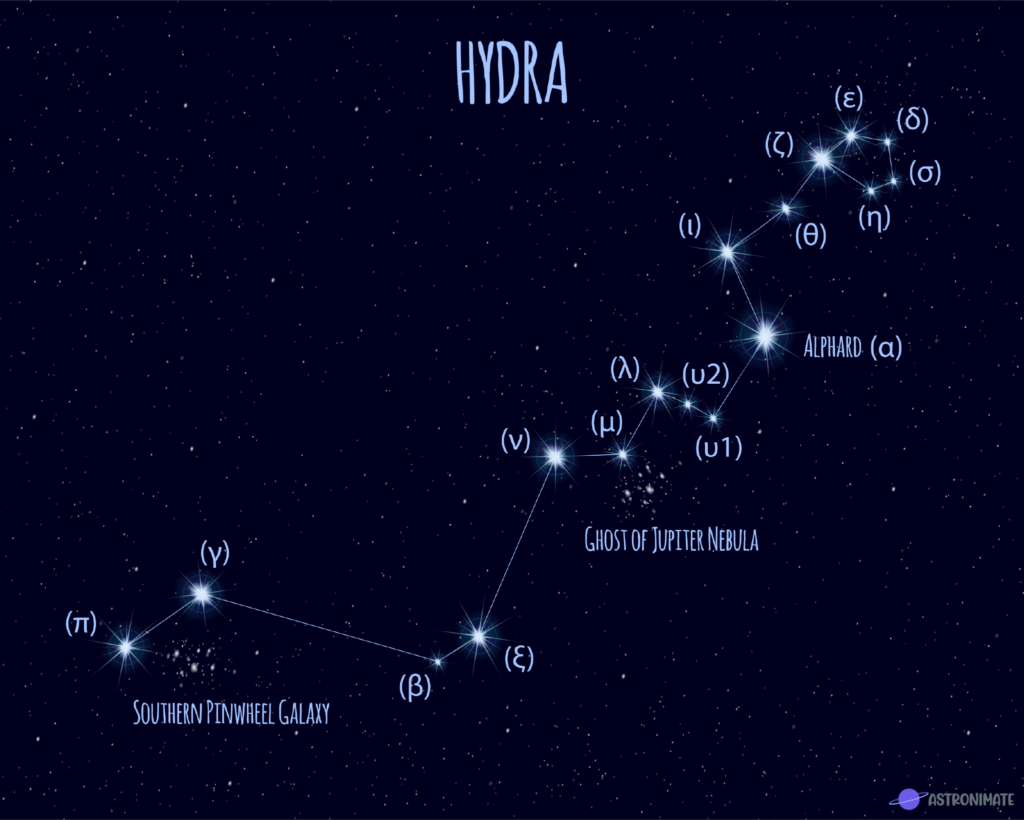 HYDRA
(ε)
(δ)
(ζ)
(σ)
(η)
(ι)
(θ)
ALPHARD (α)
(λ)
(υ2)
(μ)
(υ1)
(ν)
GHOST OF JUPITER NEBULA
(γ)
(π)
(ξ)
(β)
SOUTHERN PINWHEEL GALAXY
ASTRONIMATE